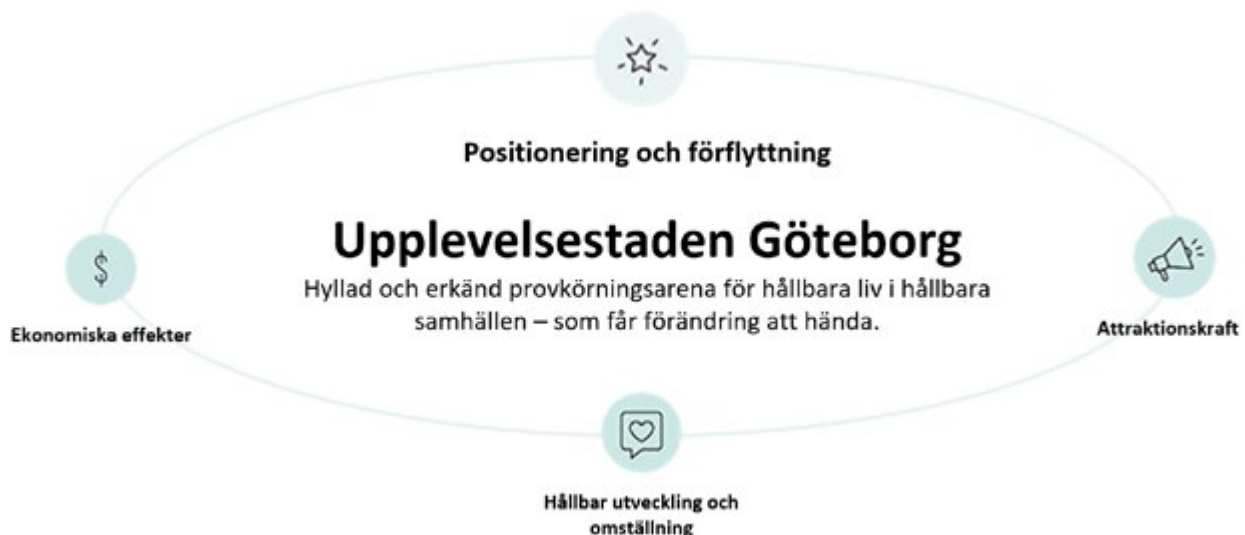 Positionering och förflyttning
Upplevelsestaden Göteborg
Hyllad och erkänd provkörningsarena för hållbara liv i hållbara
samhällen – som får förändring att hända.
$
Ekonomiska effekter
Attraktionskraft
Hållbar utveckling och
omställning